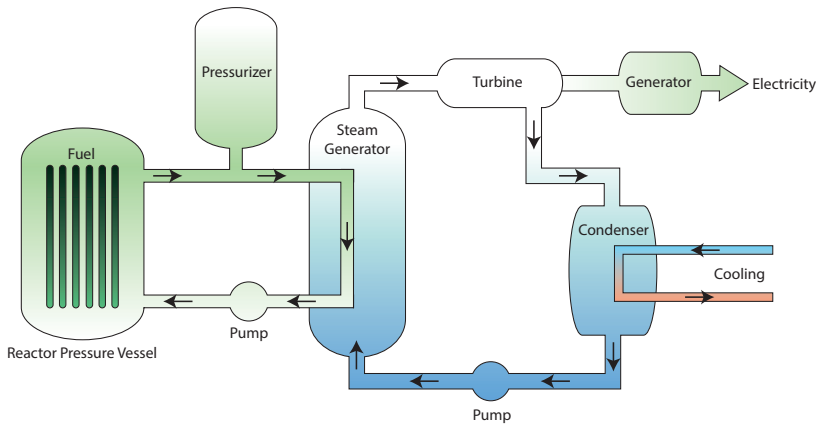 Pressurizer
Turbine
Generator
Electricity
Steam
Generator
Fuel
Condenser
Cooling
Pump
Reactor Pressure Vessel
Pump